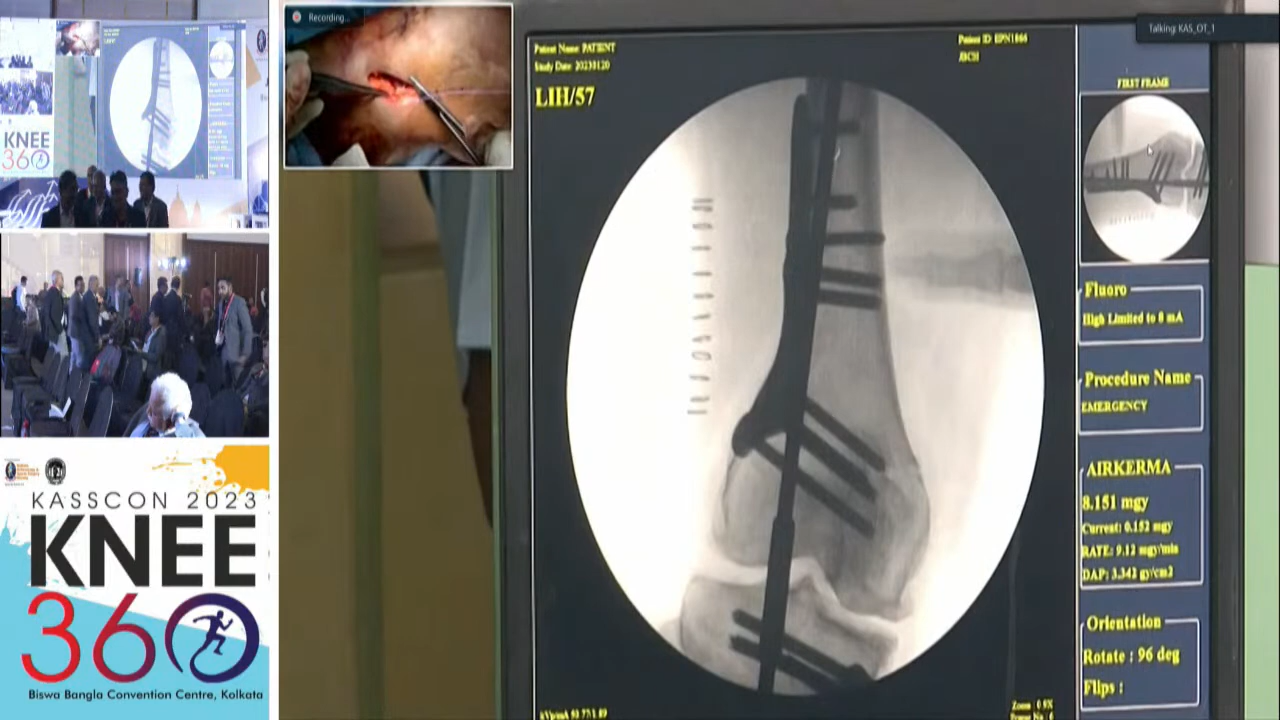 KNEE
360
KASSCON 2023
KNEE
360
Biswa Bangla Convention Centre, Kolkata
Recording...
Talking: KAS_OT_1
Patient Name: PATIENT
Study Date: 20230120
LIH/57
Patient ID: EPN1866
FIRST FRAME
Fluoro
High Limited to 8 mA
Procedure Name
EMERGENCY
AIRKERMA
8.151 mgy
Current: 0.152 mgy
RATE: 9.12 mgy/min
DAP: 3.342 gy/cm2
Orientation
Rotate : 96 deg
Flips :